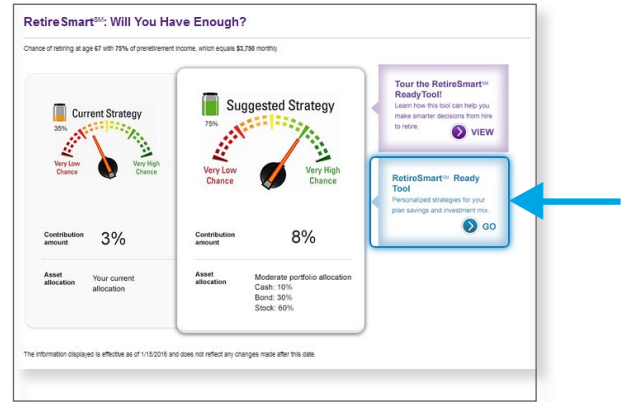 RetireSmart℠: Will You Have Enough?
Chance of retiring at age 67 with 75% of preretirement income, which equals $3,750 monthly.
Current Strategy
35%
Very Low
Chance
Very High
Chance
Contribution
amount
3%
Asset
allocation
Your current
allocation
Suggested Strategy
75%
Very Low
Chance
Very High
Chance
Contribution
amount
8%
Asset
allocation
Moderate portfolio allocation
Cash: 10%
Bond: 30%
Stock: 60%
Tour the RetireSmart℠
ReadyTool!
Learn how this tool can help you
make smarter decisions from hire
to retire.
VIEW
RetireSmart℠ Ready
Tool
Personalized strategies for your
plan savings and investment mix.
GO
The information displayed is effective as of 1/15/2016 and does not reflect any changes made after this date.